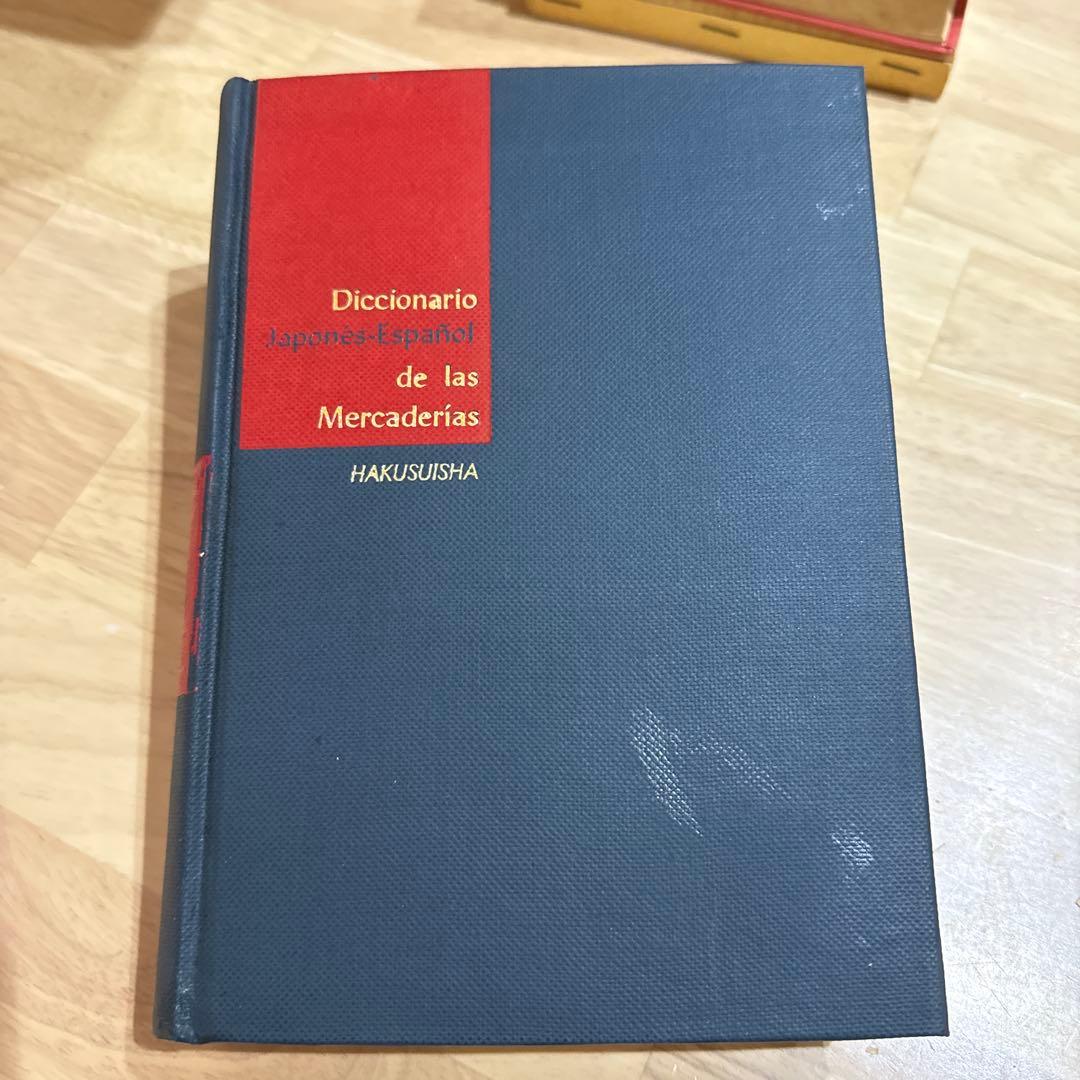 Diccionario
Japonés-Español
de las
Mercaderías
HAKUSUISHA